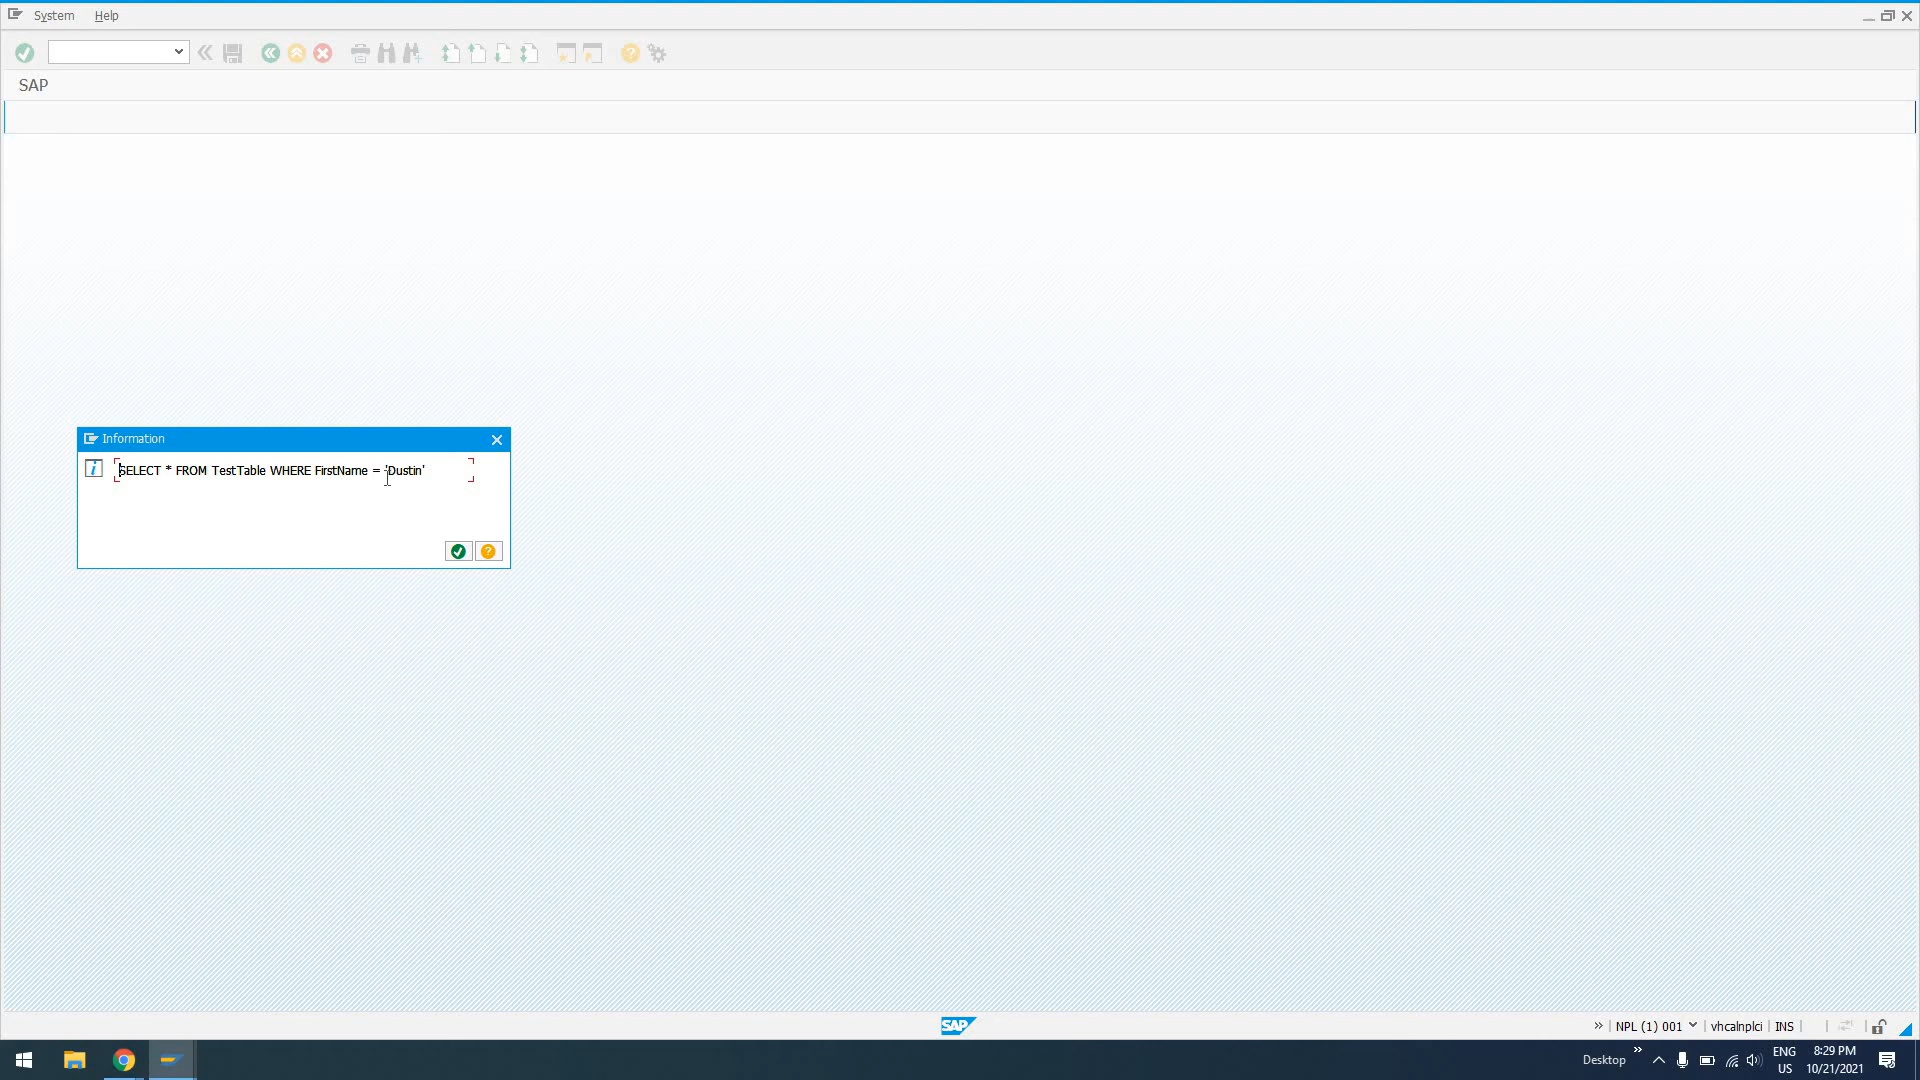 System Help
SAP
Information
SELECT * FROM TestTable WHERE FirstName = 'Dustin'
SAP
NPL (1) 001 vhcalnplci INS
Desktop
ENG
US
8:29 PM
10/21/2021